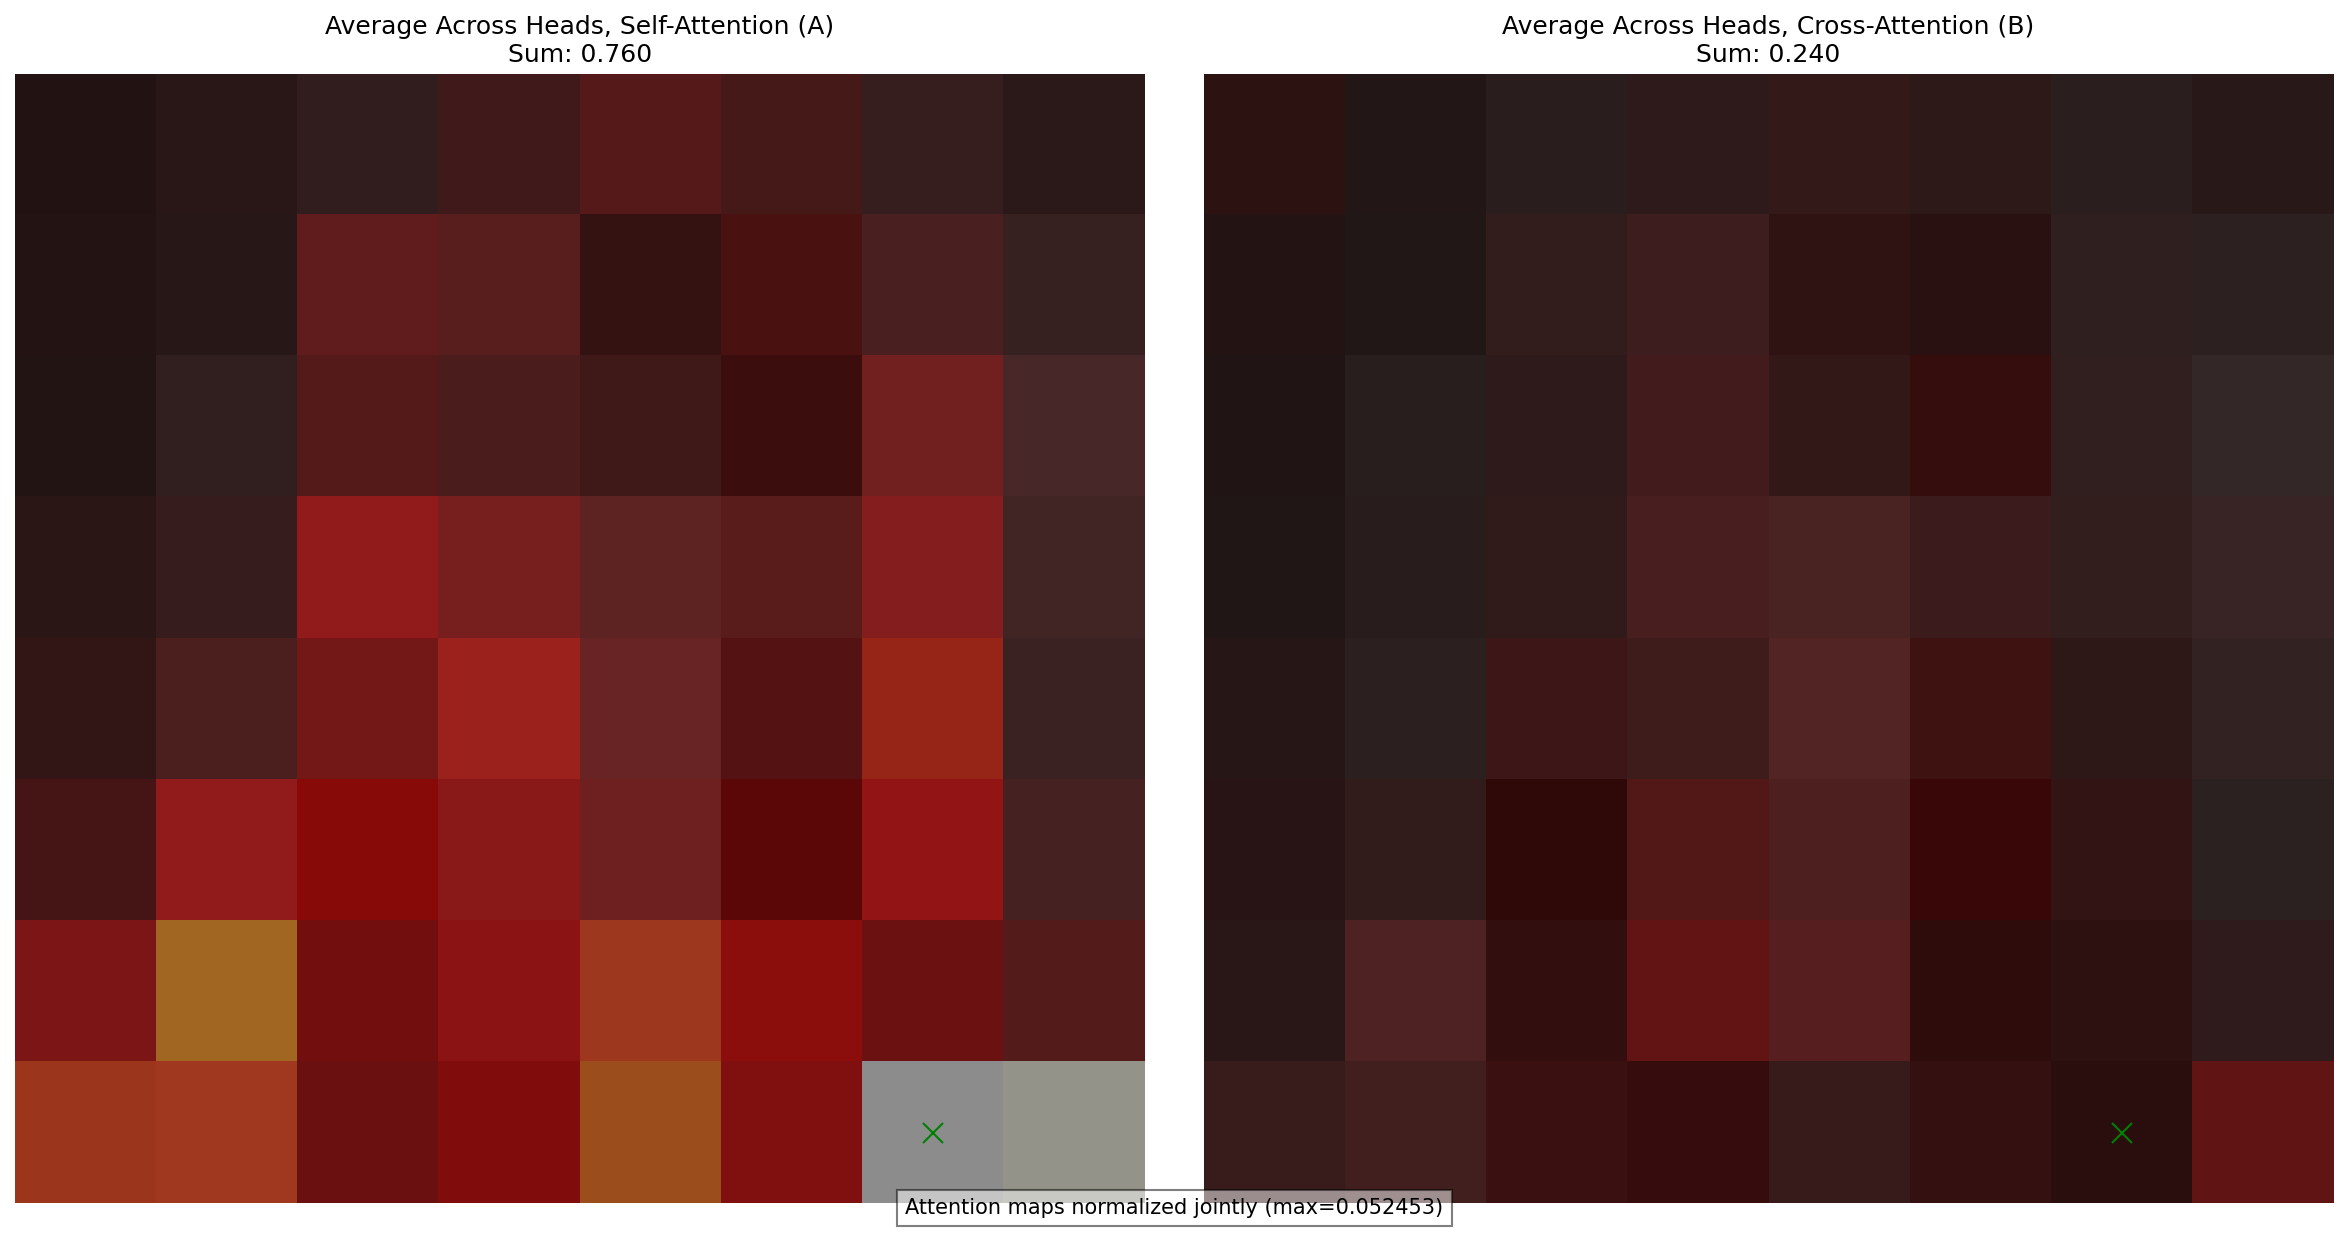 Average Across Heads, Self-Attention (A)
Sum: 0.760
Average Across Heads, Cross-Attention (B)
Sum: 0.240
Attention maps normalized jointly (max=0.052453)